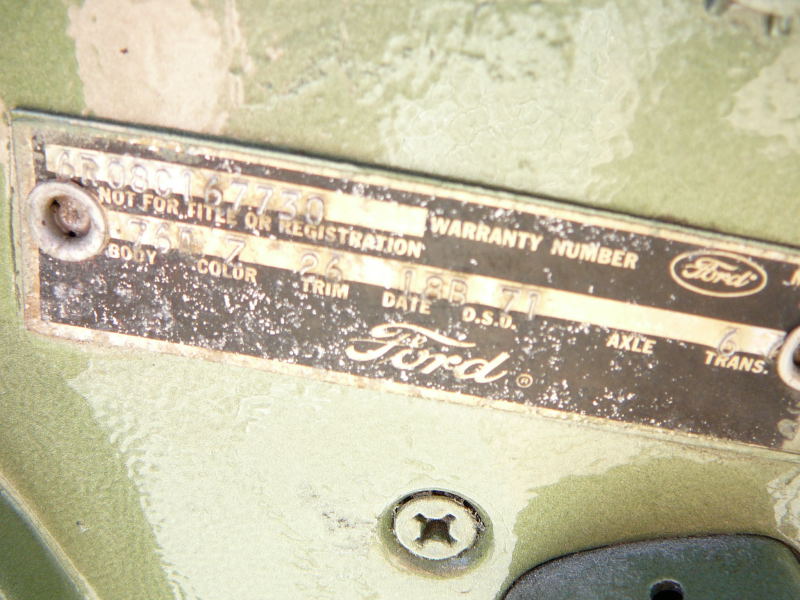 6R08C167730
NOT FOR TITLE OR REGISTRATION
WARRANTY NUMBER
Ford
76D 7 26 18B 71 6
BODY COLOR TRIM DATE D.S.O. AXLE TRANS.
Ford ®